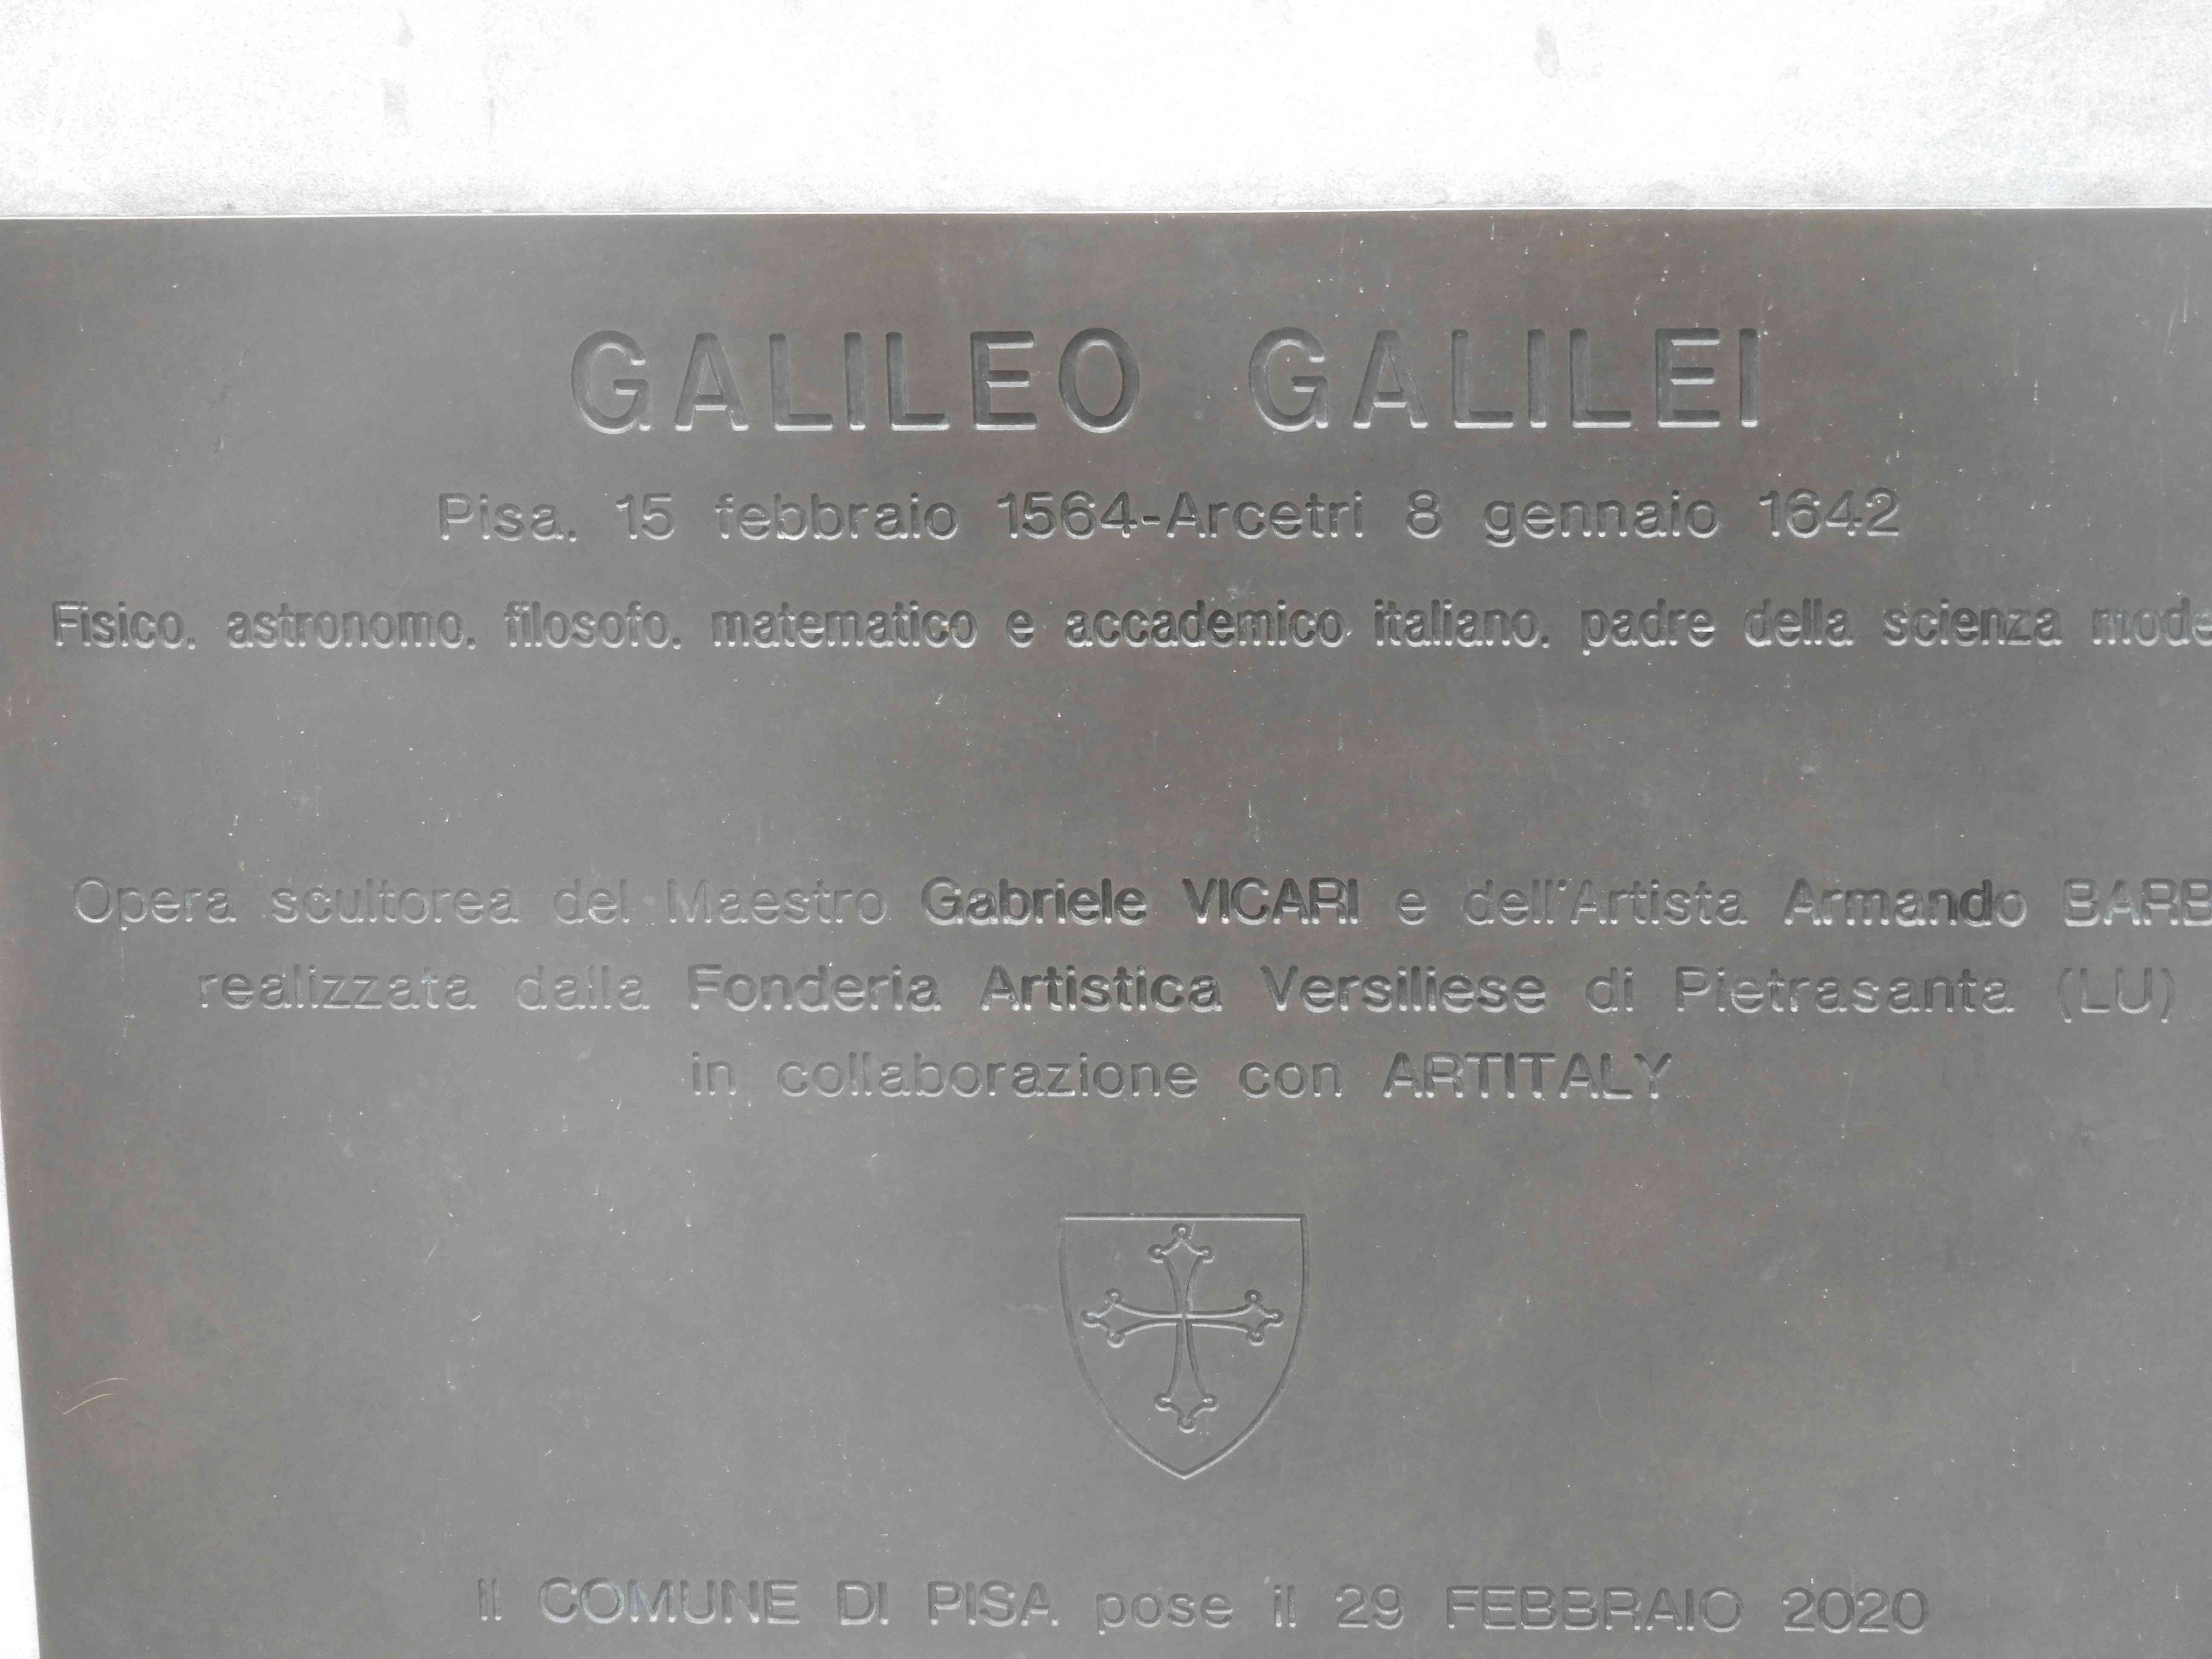 GALILEO GALILEI
Pisa, 15 febbraio 1564-Arcetri 8 gennaio 1642
Fisico, astronomo, filosofo, matematico e accademico italiano, padre della scienza mode
Opera scultorea del Maestro Gabriele VICARI e dell'Artista Armando BARB
realizzata dalla Fonderia Artistica Versiliese di Pietrasanta (LU)
in collaborazione con ARTITALY
Il COMUNE DI PISA pose il 29 FEBBRAIO 2020